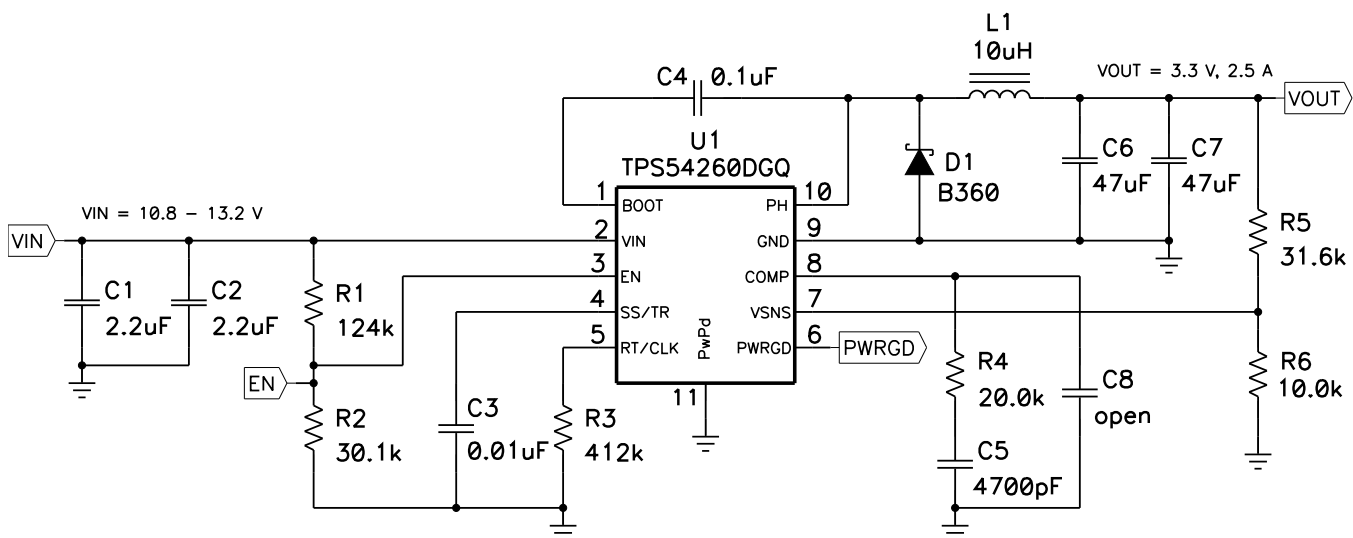 L1
10uH
C4 0.1uF
VOUT = 3.3 V, 2.5 A
VOUT
U1
TPS54260DGQ
D1
B360
C6
47uF
C7
47uF
1
BOOT
PH
10
VIN = 10.8 - 13.2 V
VIN
2
VIN
GND
9
R5
31.6k
3
EN
COMP
8
C1
2.2uF
C2
2.2uF
R1
124k
4
SS/TR
VSNS
7
5
RT/CLK
PwPd
PWRGD
6
PWRGD
EN
11
R4
20.0k
C8
open
R6
10.0k
R2
30.1k
C3
0.01uF
R3
412k
C5
4700pF